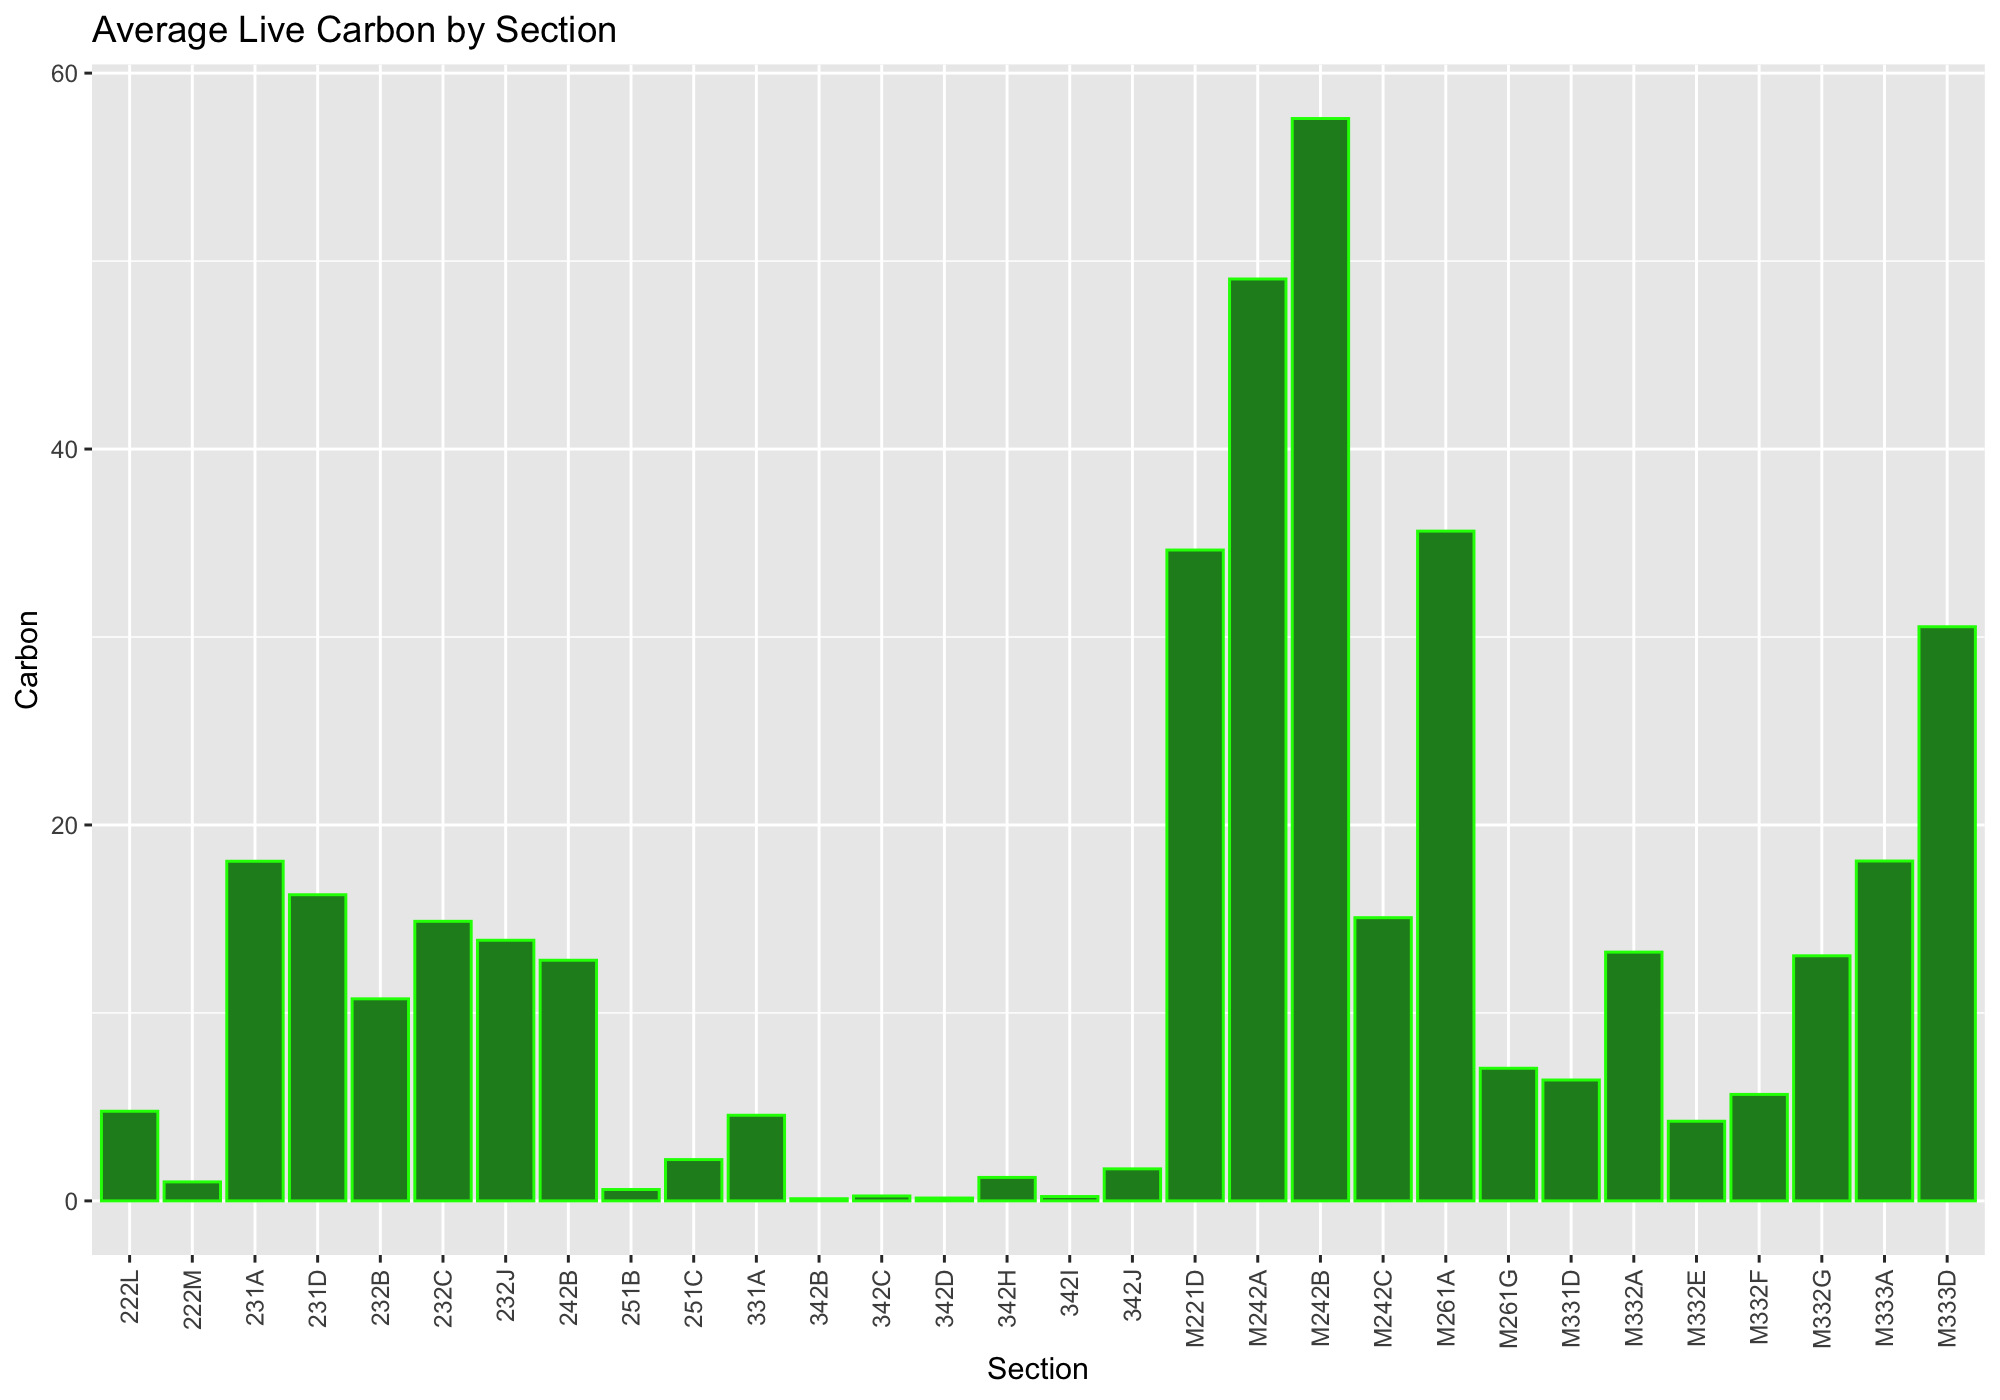 Average Live Carbon by Section
60
40
20
0
Carbon
222L
222M
231A
231D
232B
232C
232J
242B
251B
251C
331A
342B
342C
342D
342H
342I
342J
M221D
M242A
M242B
M242C
M261A
M261G
M331D
M332A
M332E
M332F
M332G
M333A
M333D
Section